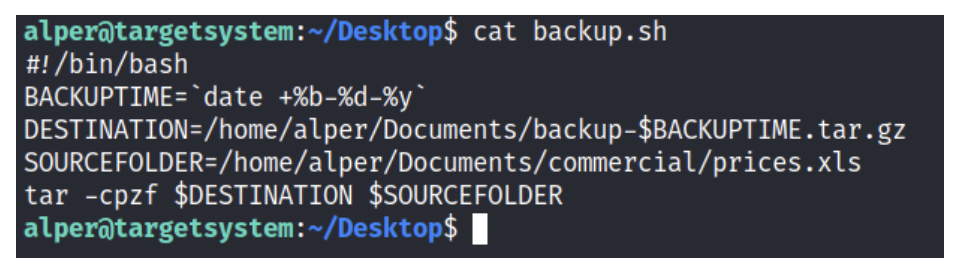 alper@targetsystem:~/Desktop$ cat backup.sh
#!/bin/bash
BACKUPTIME=`date +%b-%d-%y`
DESTINATION=/home/alper/Documents/backup-$BACKUPTIME.tar.gz
SOURCEFOLDER=/home/alper/Documents/commercial/prices.xls
tar -cpzf $DESTINATION $SOURCEFOLDER
alper@targetsystem:~/Desktop$